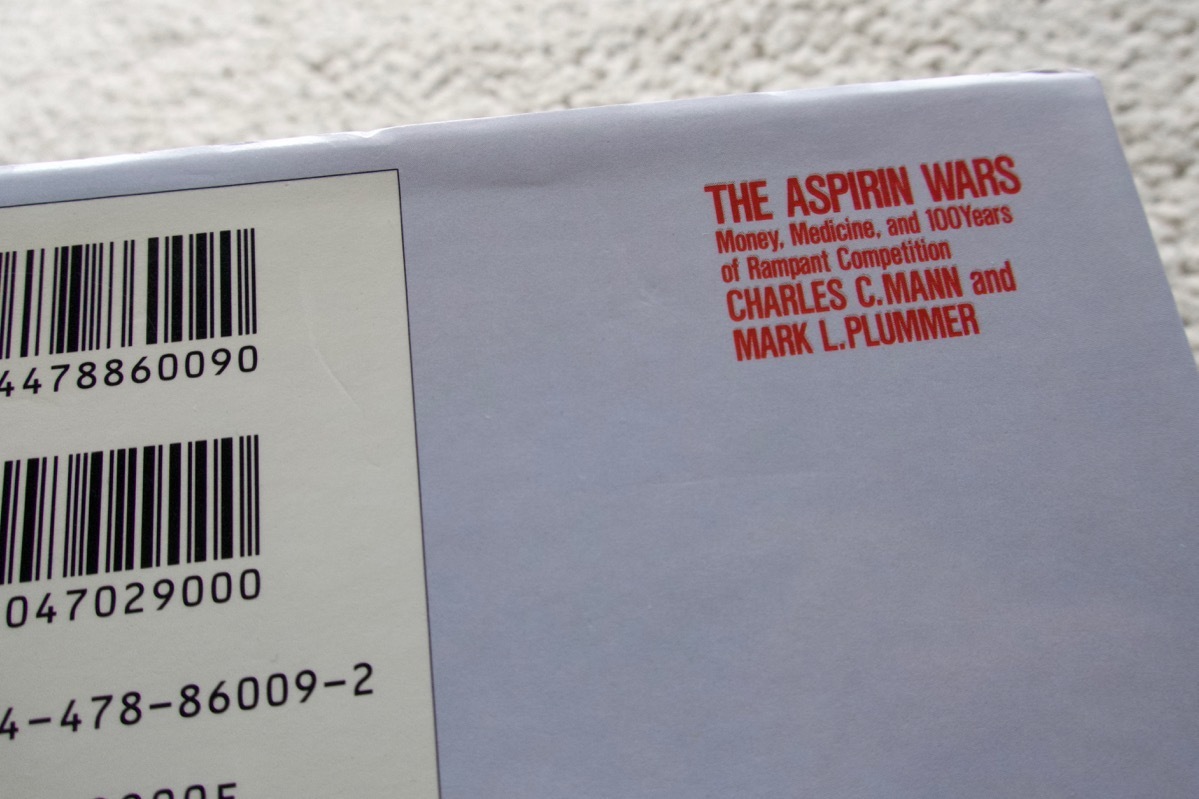 4478860090
047029000
4-478-86009-2
THE ASPIRIN WARS
Money, Medicine, and 100Years
of Rampant Competition
CHARLES C.MANN and
MARK L.PLUMMER